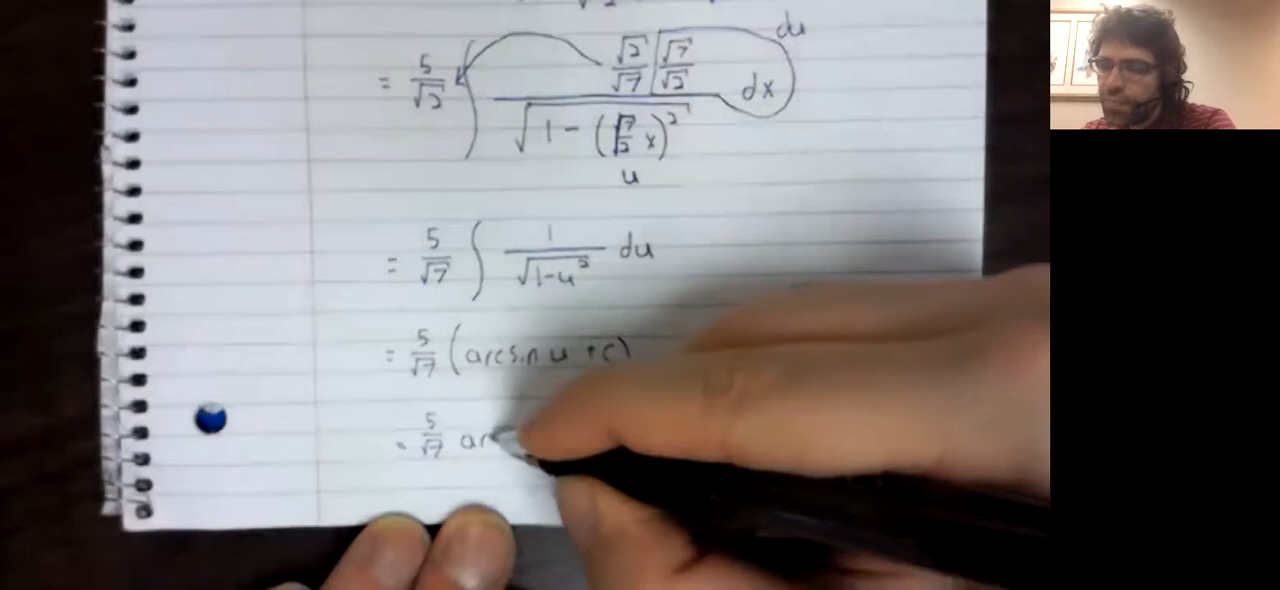 = 5/√2 ∫ √2/√7 √7/√2 dx / √(1 - (√7/2 x)²) du
u
= 5/√7 ∫ 1/√(1-u²) du
= 5/√7 (arcsin u + c)
= 5/√7 ar